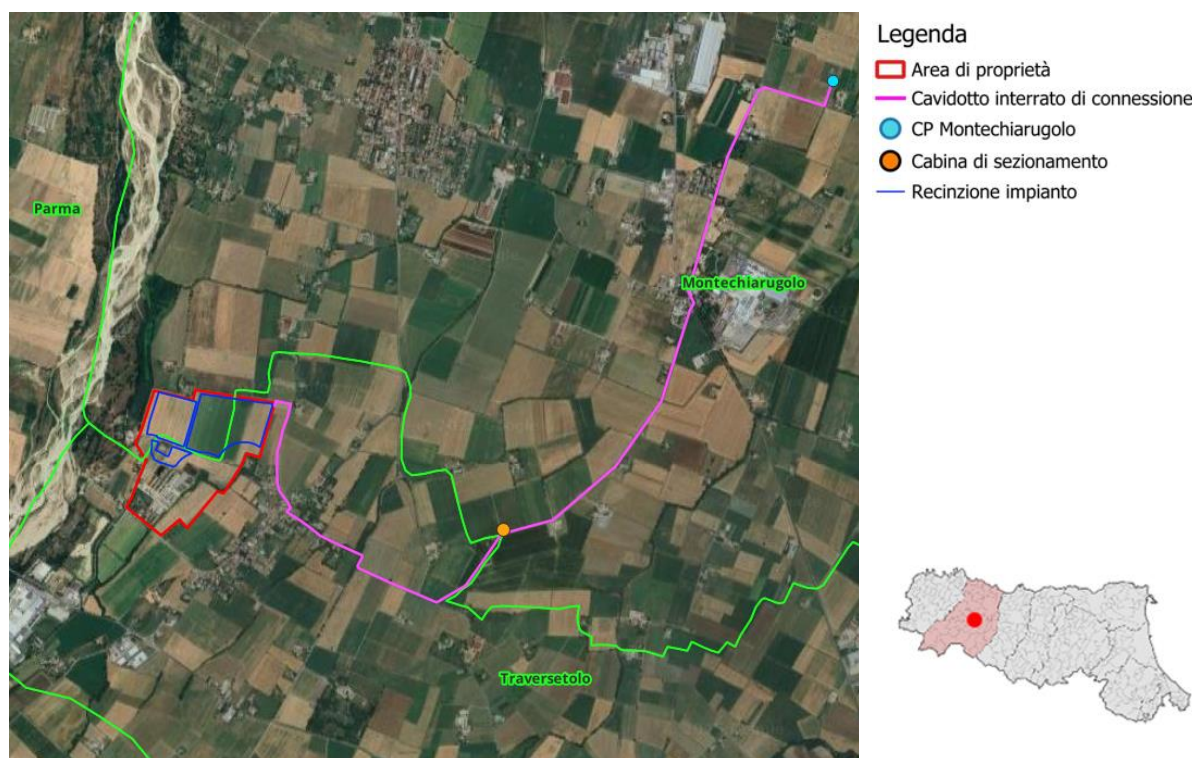 Legenda
Area di proprietà
Cavidotto interrato di connessione
CP Montechiarugolo
Cabina di sezionamento
Recinzione impianto
Parma
Montechiarugolo
Traversetolo